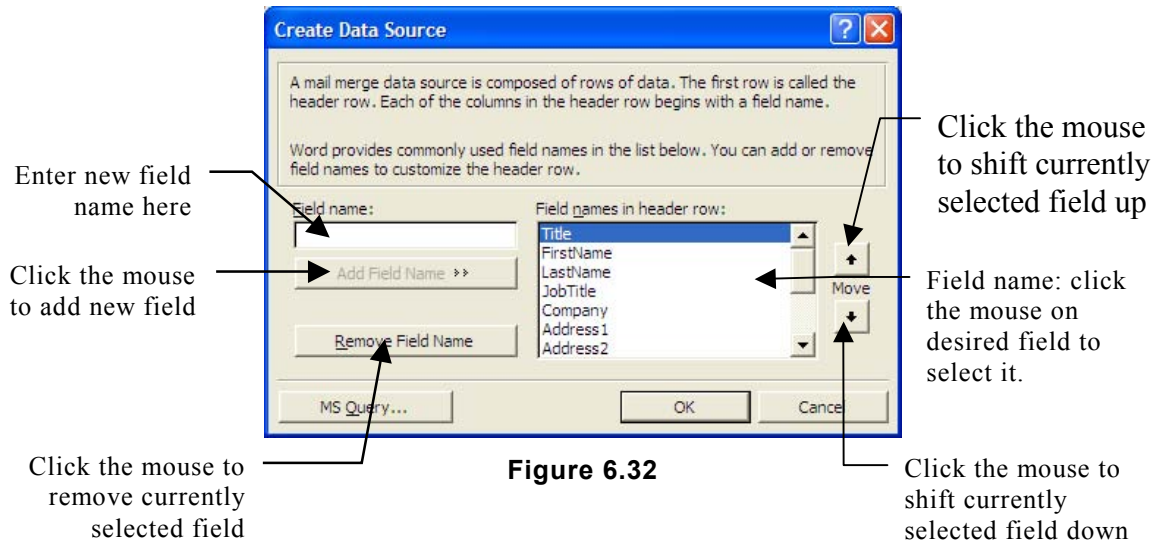 Create Data Source
A mail merge data source is composed of rows of data. The first row is called the
header row. Each of the columns in the header row begins with a field name.
Word provides commonly used field names in the list below. You can add or remove
field names to customize the header row.
Field name:
Add Field Name
Remove Field Name
Field names in header row:
Title
FirstName
LastName
JobTitle
Company
Address1
Address2
Move
MS Query...
OK
Cancel
Enter new field
name here
Click the mouse
to add new field
Click the mouse to
remove currently
selected field
Click the mouse
to shift currently
selected field up
Field name: click
the mouse on
desired field to
select it.
Click the mouse to
shift currently
selected field down
Figure 6.32